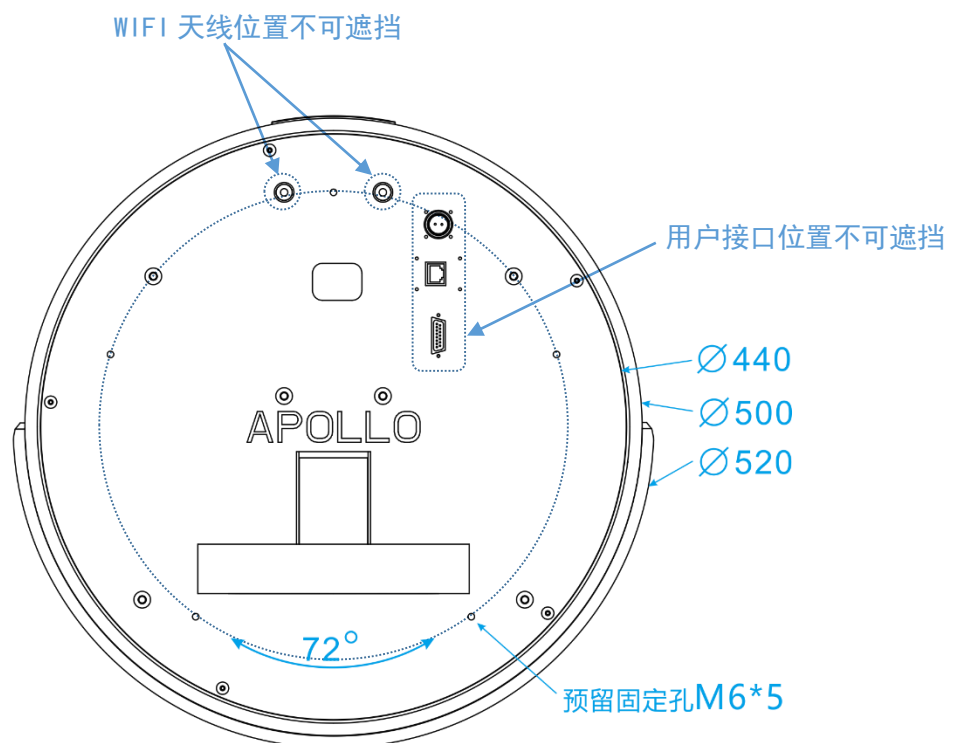 WIFI 天线位置不可遮挡
用户接口位置不可遮挡
∅440
∅500
APOLLO
∅520
72°
预留固定孔M6*5